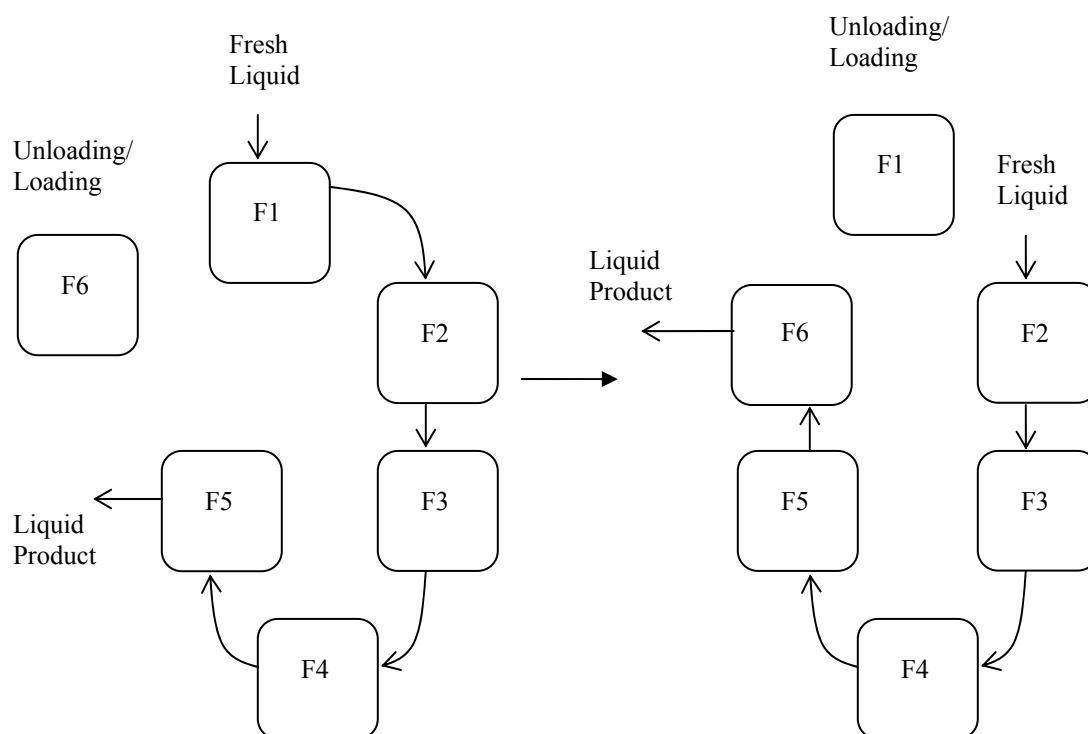 Fresh
Liquid
Unloading/
Loading
F1
F6
F2
F5
F3
Liquid
Product
F4
Unloading/
Loading
F1
Fresh
Liquid
Liquid
Product
F6
F2
F5
F3
F4